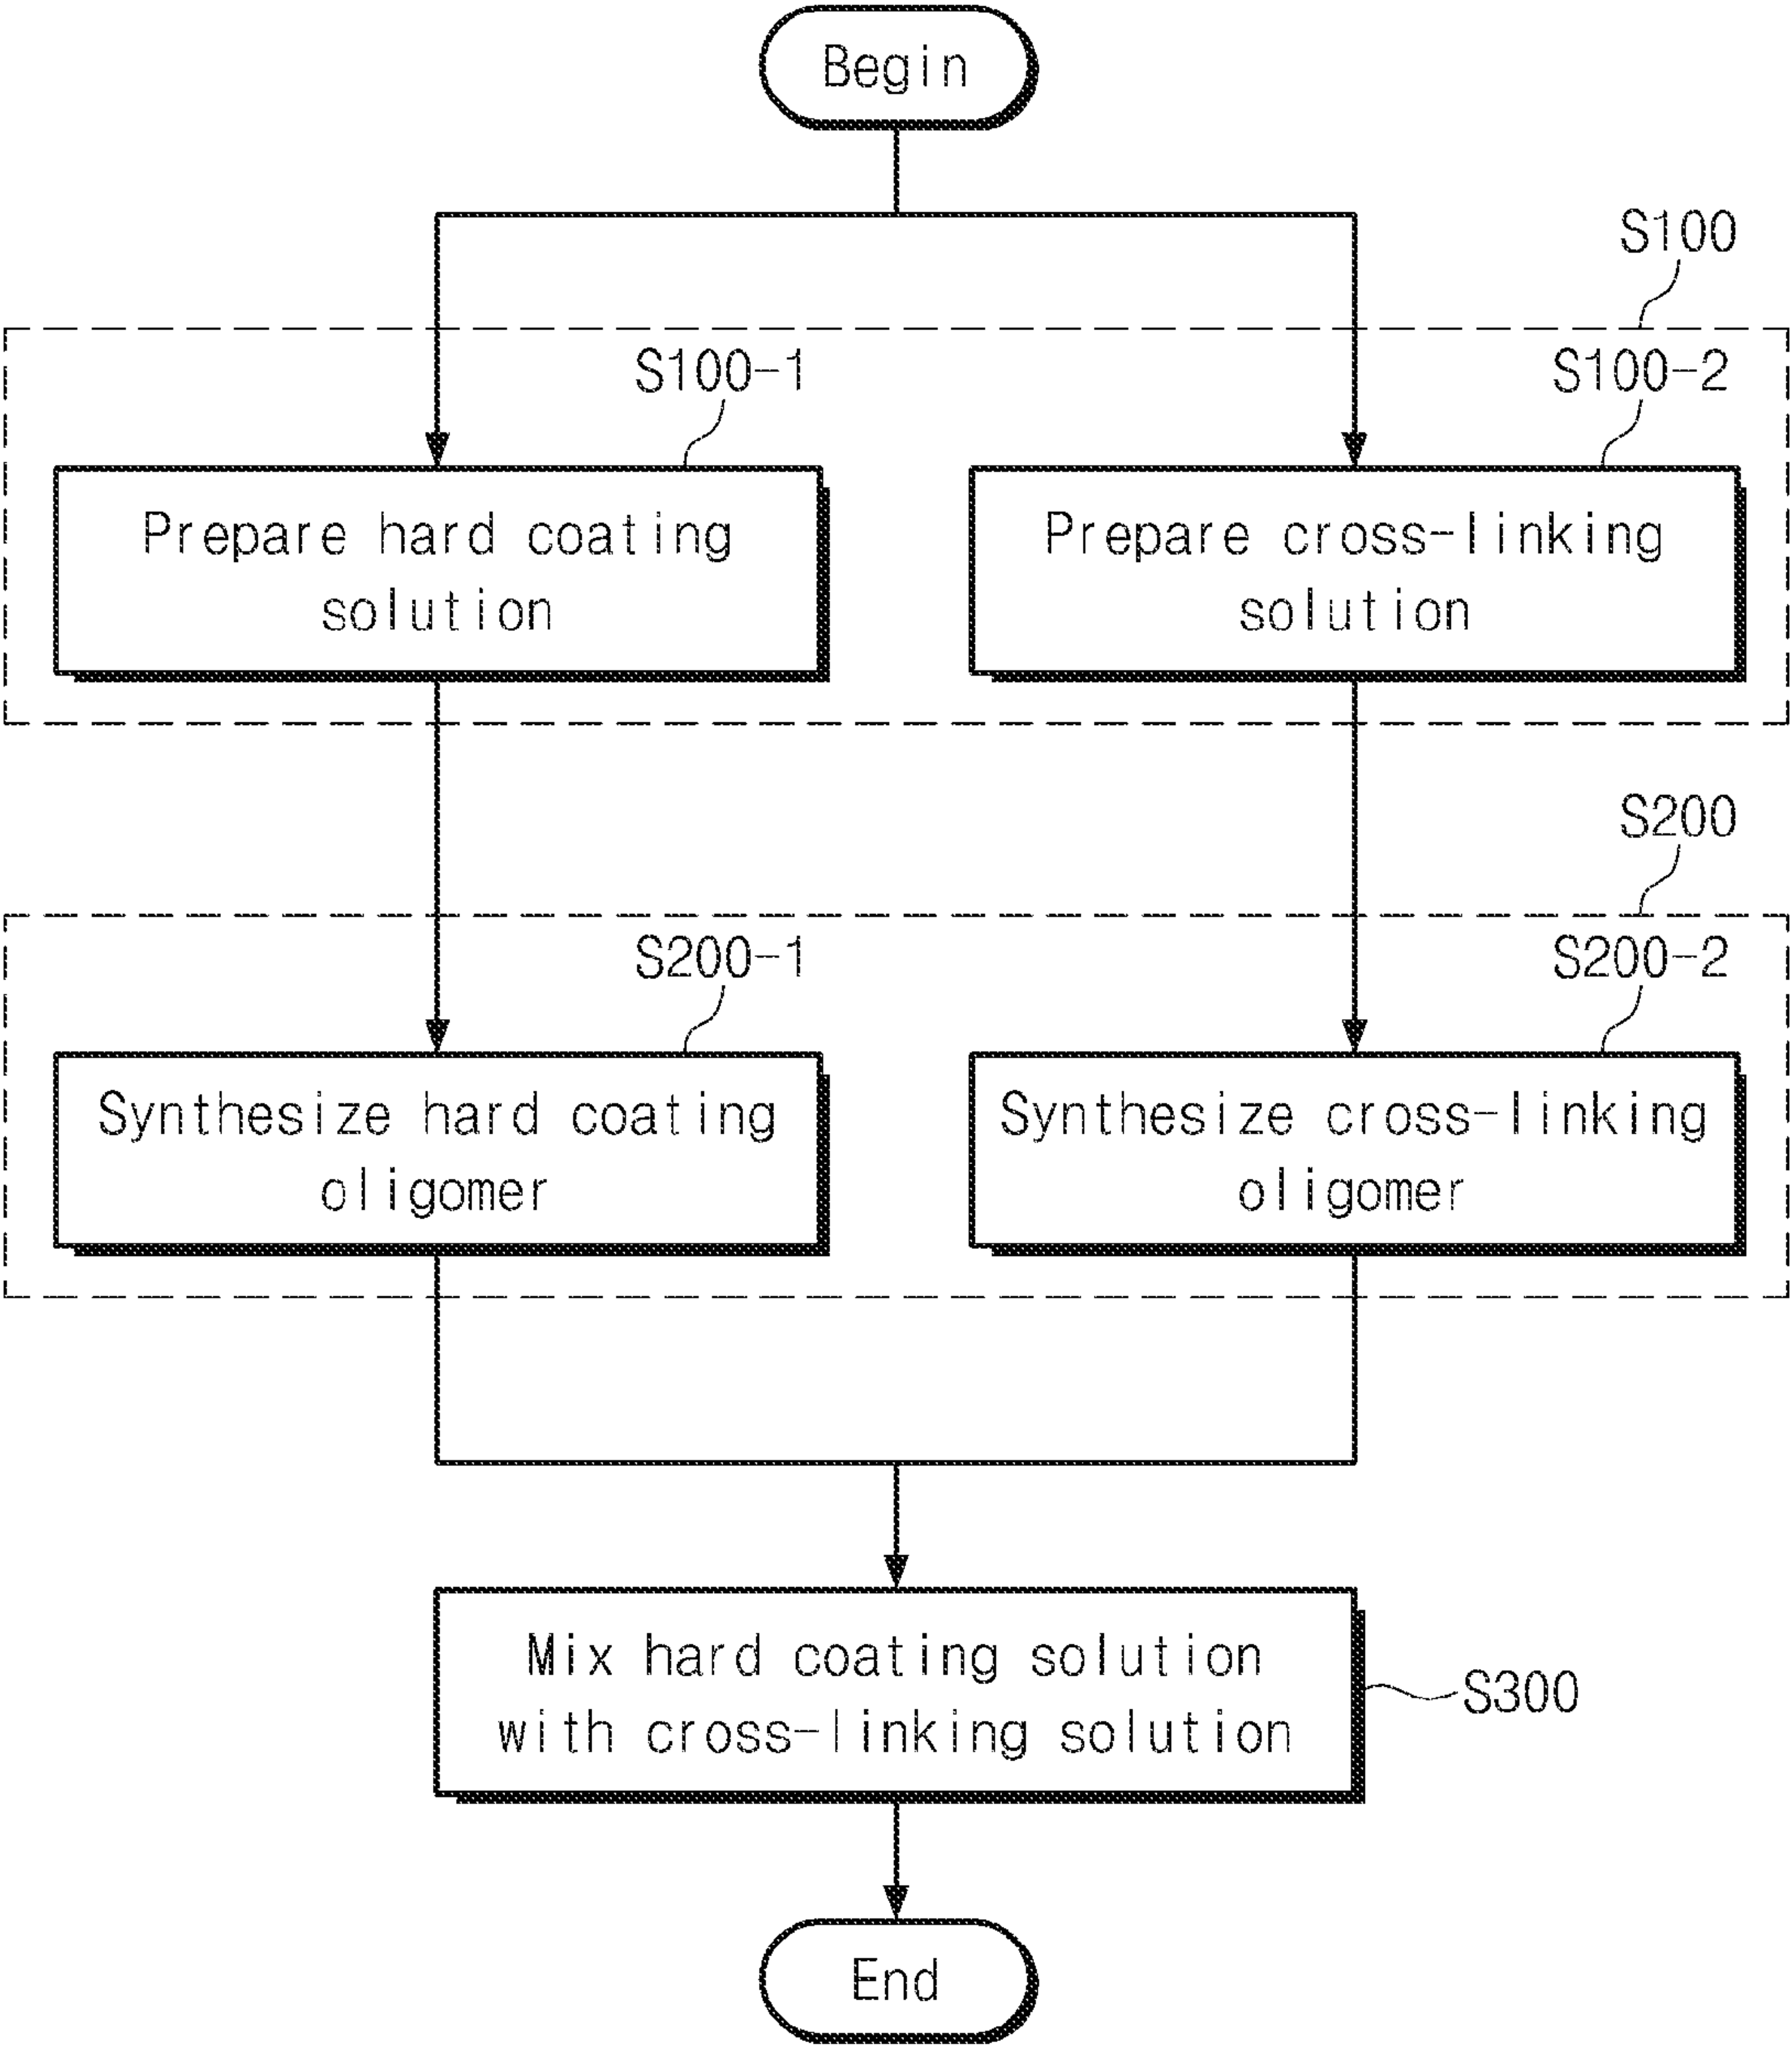 Begin
S100
S100-1
S100-2
Prepare hard coating
solution
Prepare cross-linking
solution
S200
S200-1
S200-2
Synthesize hard coating
oligomer
Synthesize cross-linking
oligomer
Mix hard coating solution
with cross-linking solution
S300
End